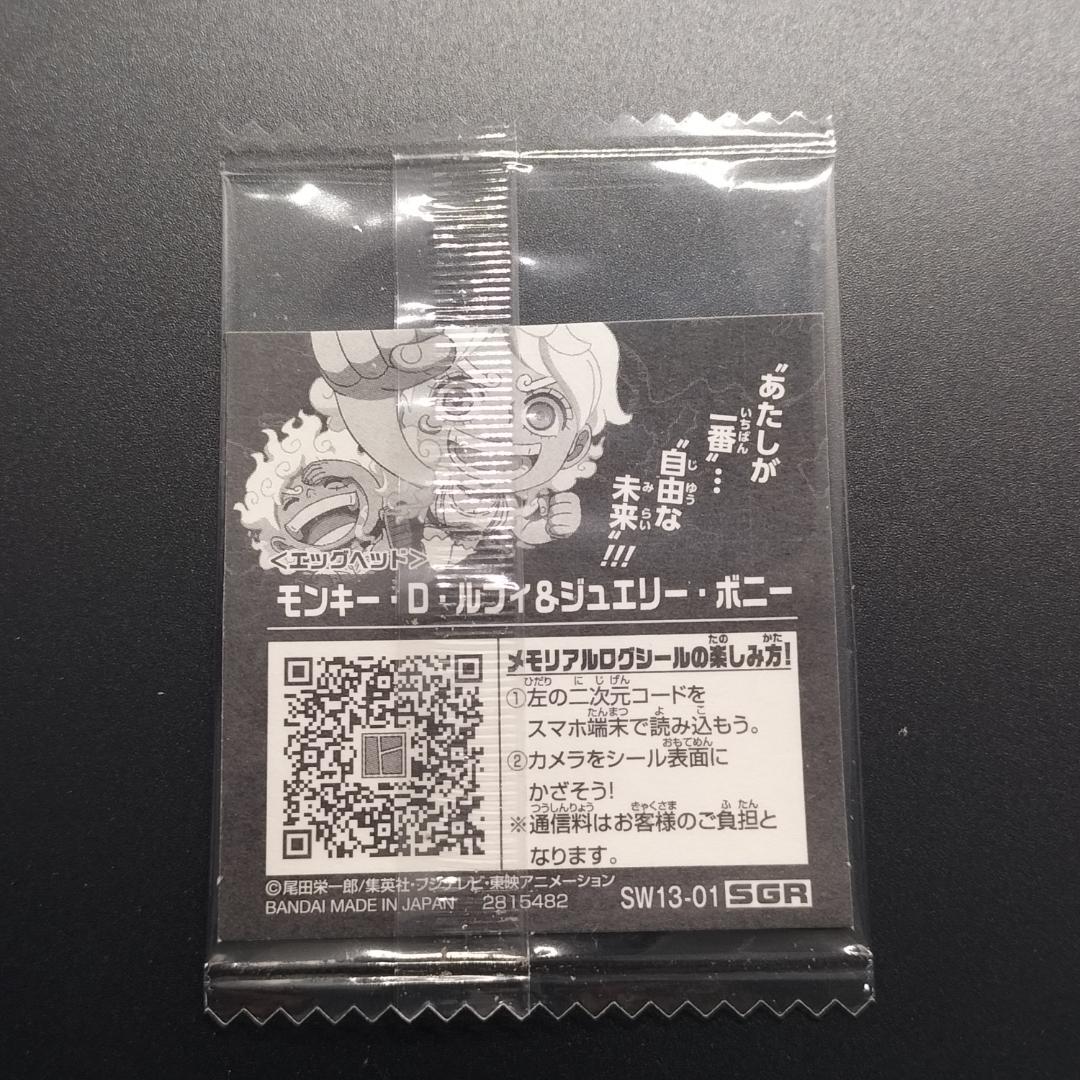 “あたしが
一番”…
“自由な
未来”!!!
<エッグヘッド>
モンキー・D・ルフィ&ジュエリー・ボニー
メモリアルログシールの楽しみ方!
①左の二次元コードを
スマホ端末で読み込もう。
②カメラをシール表面に
かざそう!
※通信料はお客様のご負担と
なります。
©尾田栄一郎/集英社・フジテレビ・東映アニメーション
BANDAI MADE IN JAPAN 2815482
SW13-01 SGR